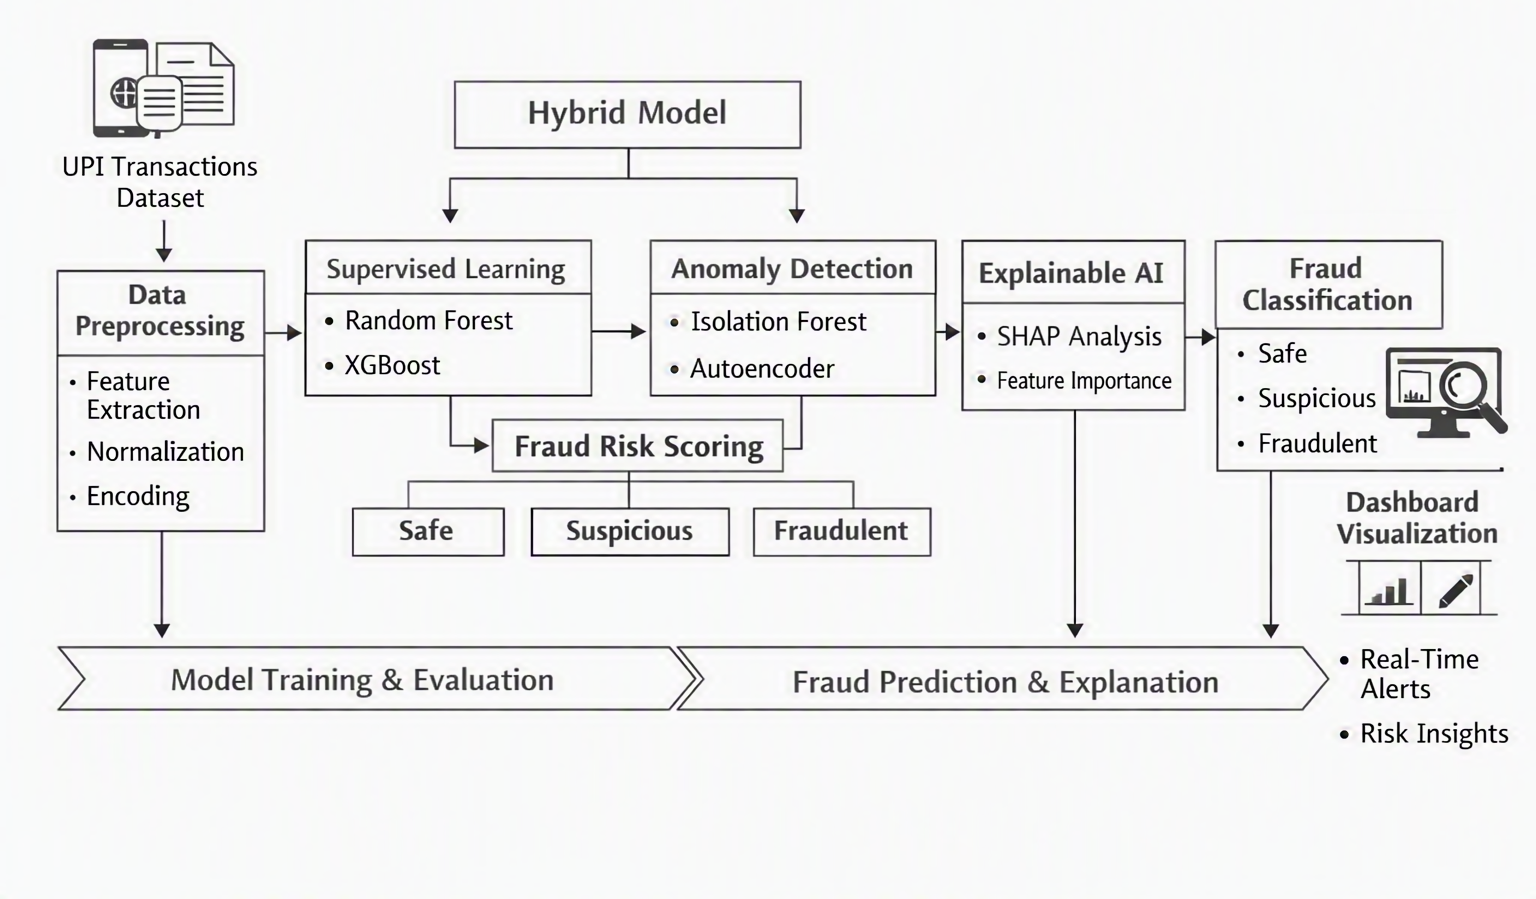 UPI Transactions
Dataset
Hybrid Model
Data
Preprocessing
• Feature
Extraction
• Normalization
• Encoding
Supervised Learning
• Random Forest
• XGBoost
Anomaly Detection
• Isolation Forest
• Autoencoder
Explainable AI
• SHAP Analysis
• Feature Importance
Fraud
Classification
• Safe
• Suspicious
• Fraudulent
Fraud Risk Scoring
Safe
Suspicious
Fraudulent
Dashboard
Visualization
• Real-Time
Alerts
• Risk Insights
Model Training & Evaluation
Fraud Prediction & Explanation